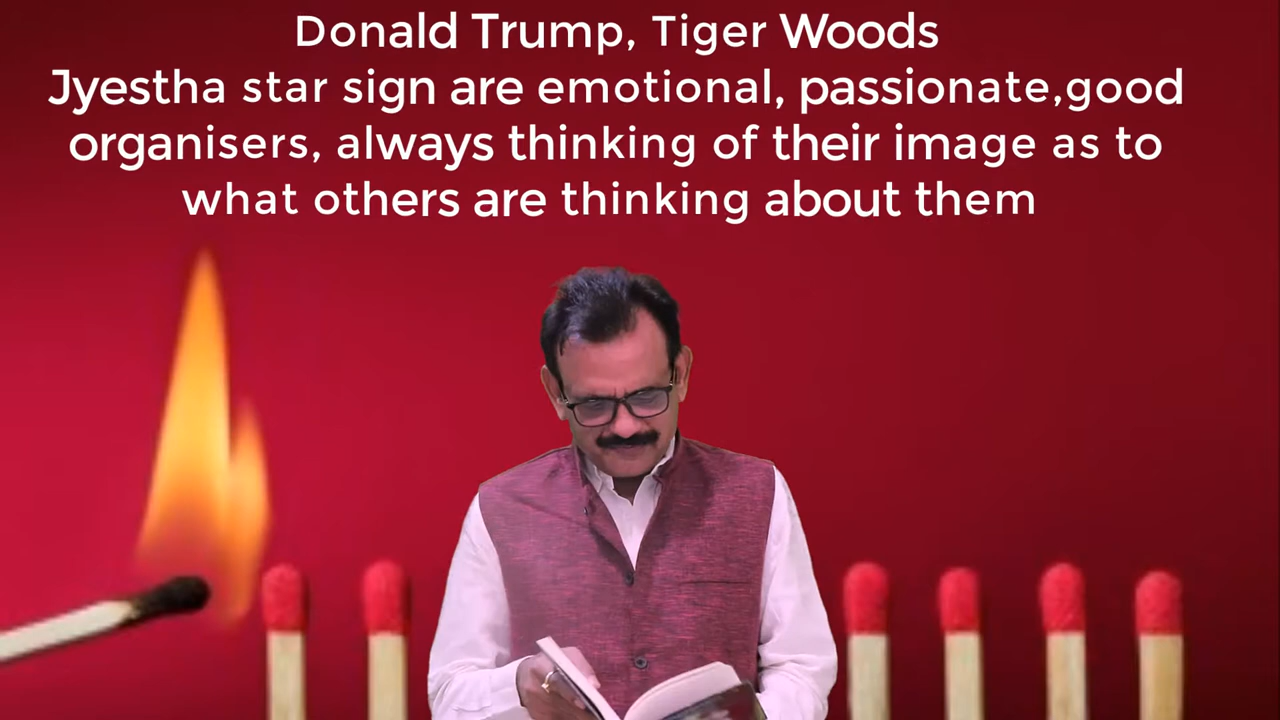 Donald Trump, Tiger Woods
Jyestha star sign are emotional, passionate,good
organisers, always thinking of their image as to
what others are thinking about them